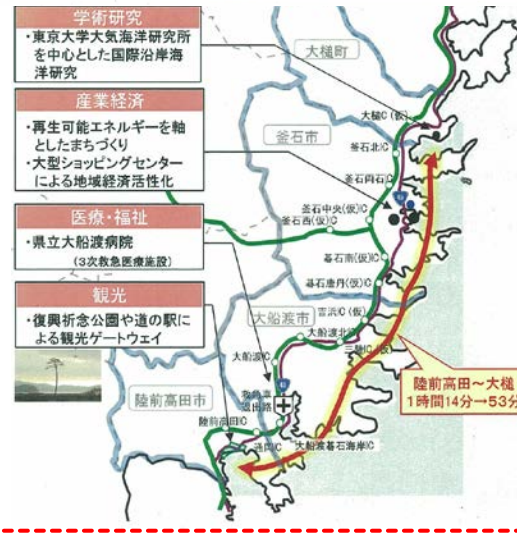 学術研究
・東京大学大気海洋研究所
を中心とした国際沿岸海
洋研究
産業経済
・再生可能エネルギーを軸
としたまちづくり
・大型ショッピングセンター
による地域経済活性化
医療・福祉
・県立大船渡病院
(3次救急医療施設)
観光
・復興祈念公園や道の駅に
よる観光ゲートウェイ
大槌町
大槌IC(仮)
釜石市
釜石北IC
釜石両石IC
釜石中央(仮)IC
釜石西(仮)IC
釜石南(仮)IC
釜石唐丹(仮)IC
吉浜IC(仮)
大船渡市
大船渡北IC
三陸IC(仮)
大船渡IC
救急車
退出路
陸前高田市
陸前高田IC
通岡IC
大船渡碁石海岸IC
陸前高田～大槌
1時間14分→53分